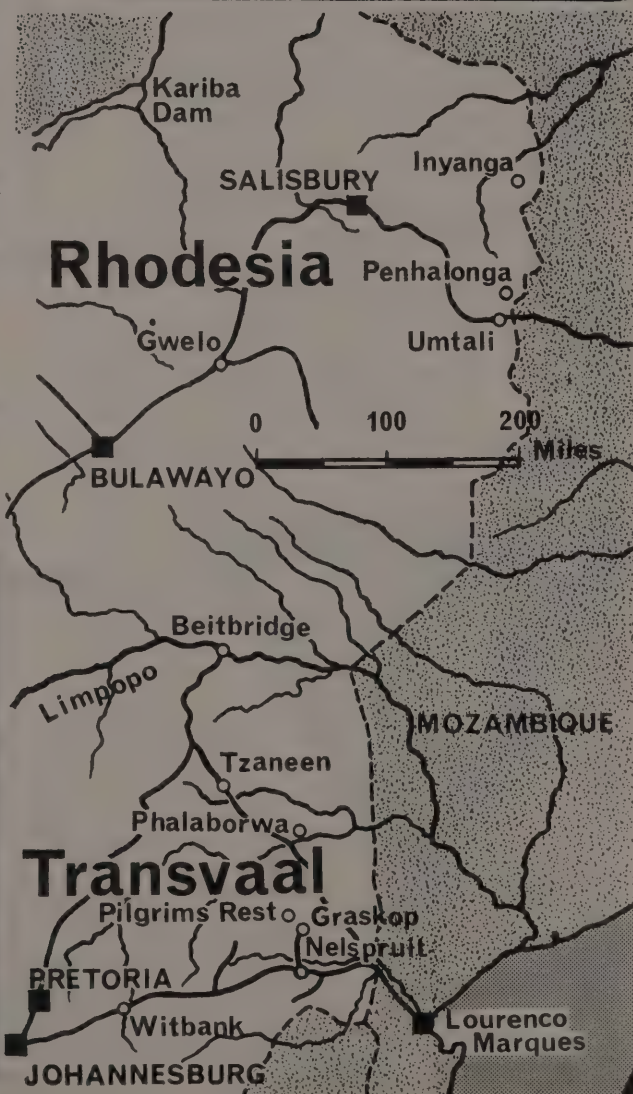 Kariba
Dam
Inyanga
SALISBURY
Rhodesia
Penhalonga
Gwelo
Umtali
0 100 200
Miles
BULAWAYO
Beitbridge
Limpopo
MOZAMBIQUE
Tzaneen
Phalaborwa
Transvaal
Pilgrims Rest
Graskop
Nelspruit
PRETORIA
Witbank
Lourenco
Marques
JOHANNESBURG